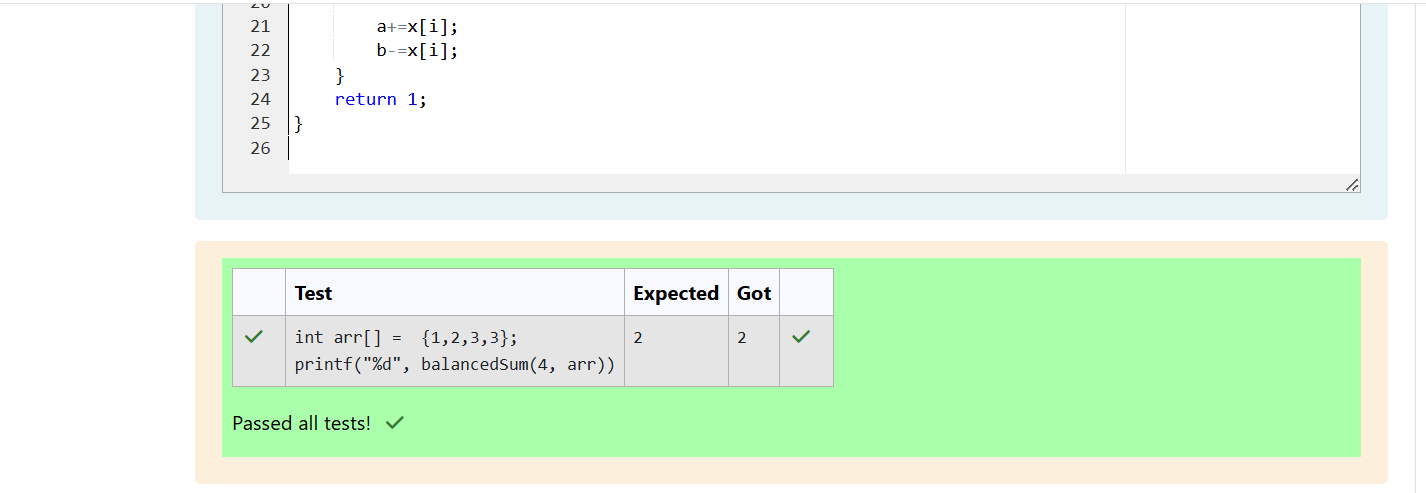 20
21 a+=x[i];
22 b-=x[i];
23 }
24 return 1;
25 }
26
Test Expected Got
int arr[] = {1,2,3,3}; 2 2
printf("%d", balancedSum(4, arr))
Passed all tests!